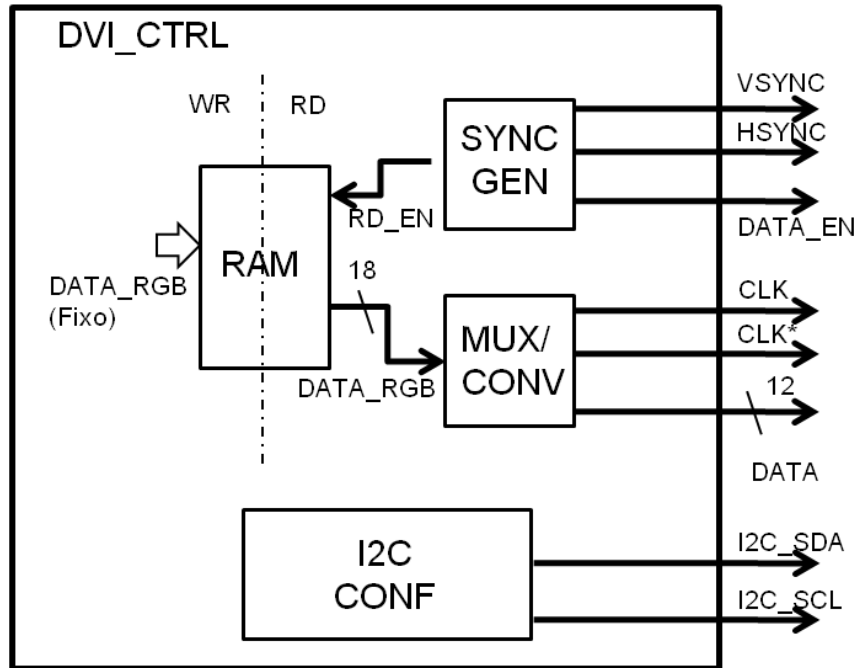 DVI_CTRL
WR
RD
SYNC
GEN
VSYNC
HSYNC
DATA_EN
RD_EN
RAM
DATA_RGB
(Fixo)
18
DATA_RGB
MUX/
CONV
CLK
CLK*
12
DATA
I2C
CONF
I2C_SDA
I2C_SCL